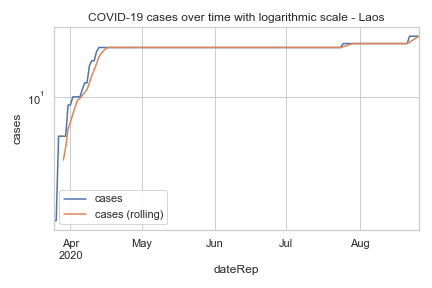 COVID-19 cases over time with logarithmic scale - Laos
cases
10¹
cases
cases (rolling)
Apr
2020
May
Jun
Jul
Aug
dateRep